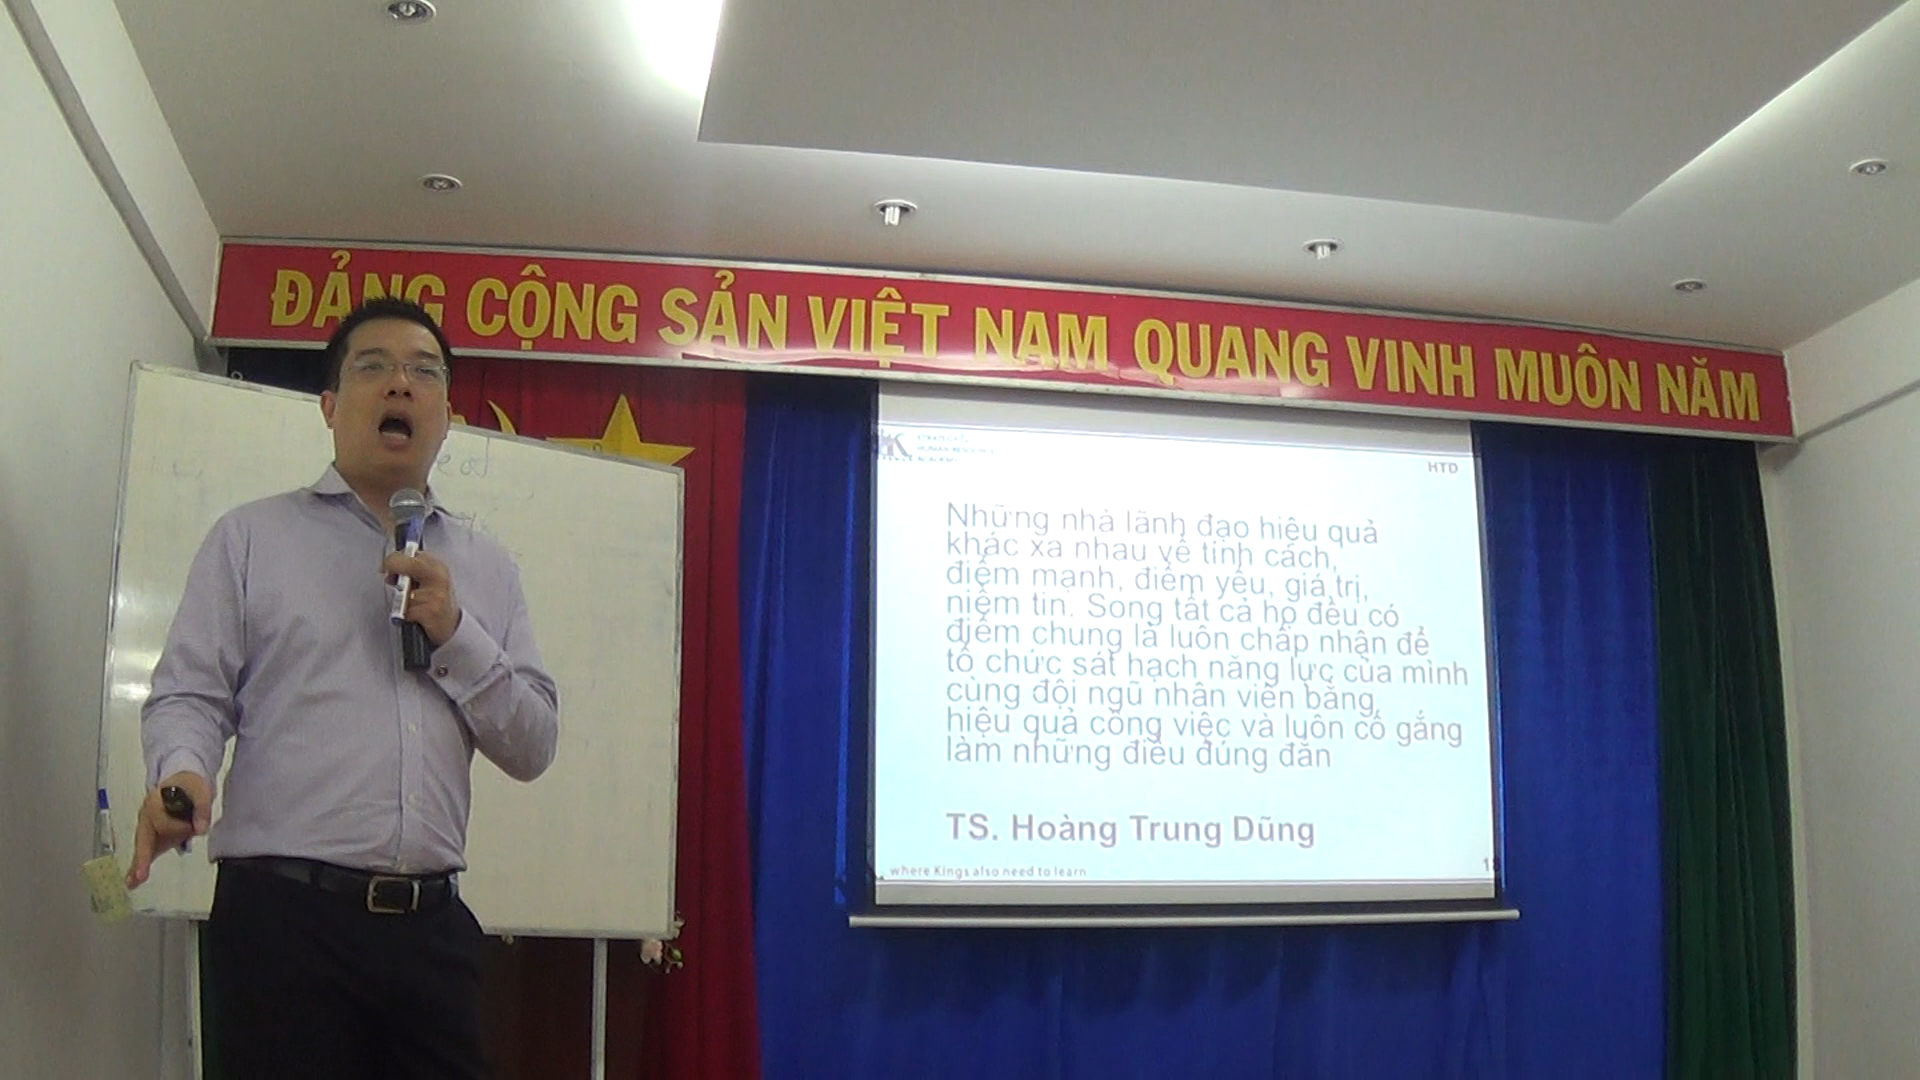 ĐẢNG CỘNG SẢN VIỆT NAM QUANG VINH MUÔN NĂM
HTD
Những nhà lãnh đạo hiệu quả
khác xa nhau về tính cách,
điểm mạnh, điểm yếu, giá trị,
niềm tin. Song tất cả họ đều có
điểm chung là luôn chấp nhận để
tổ chức sát hạch năng lực của mình
cùng đội ngũ nhân viên bằng
hiệu quả công việc và luôn cố gắng
làm những điều đúng đắn
TS. Hoàng Trung Dũng
where Kings also need to learn